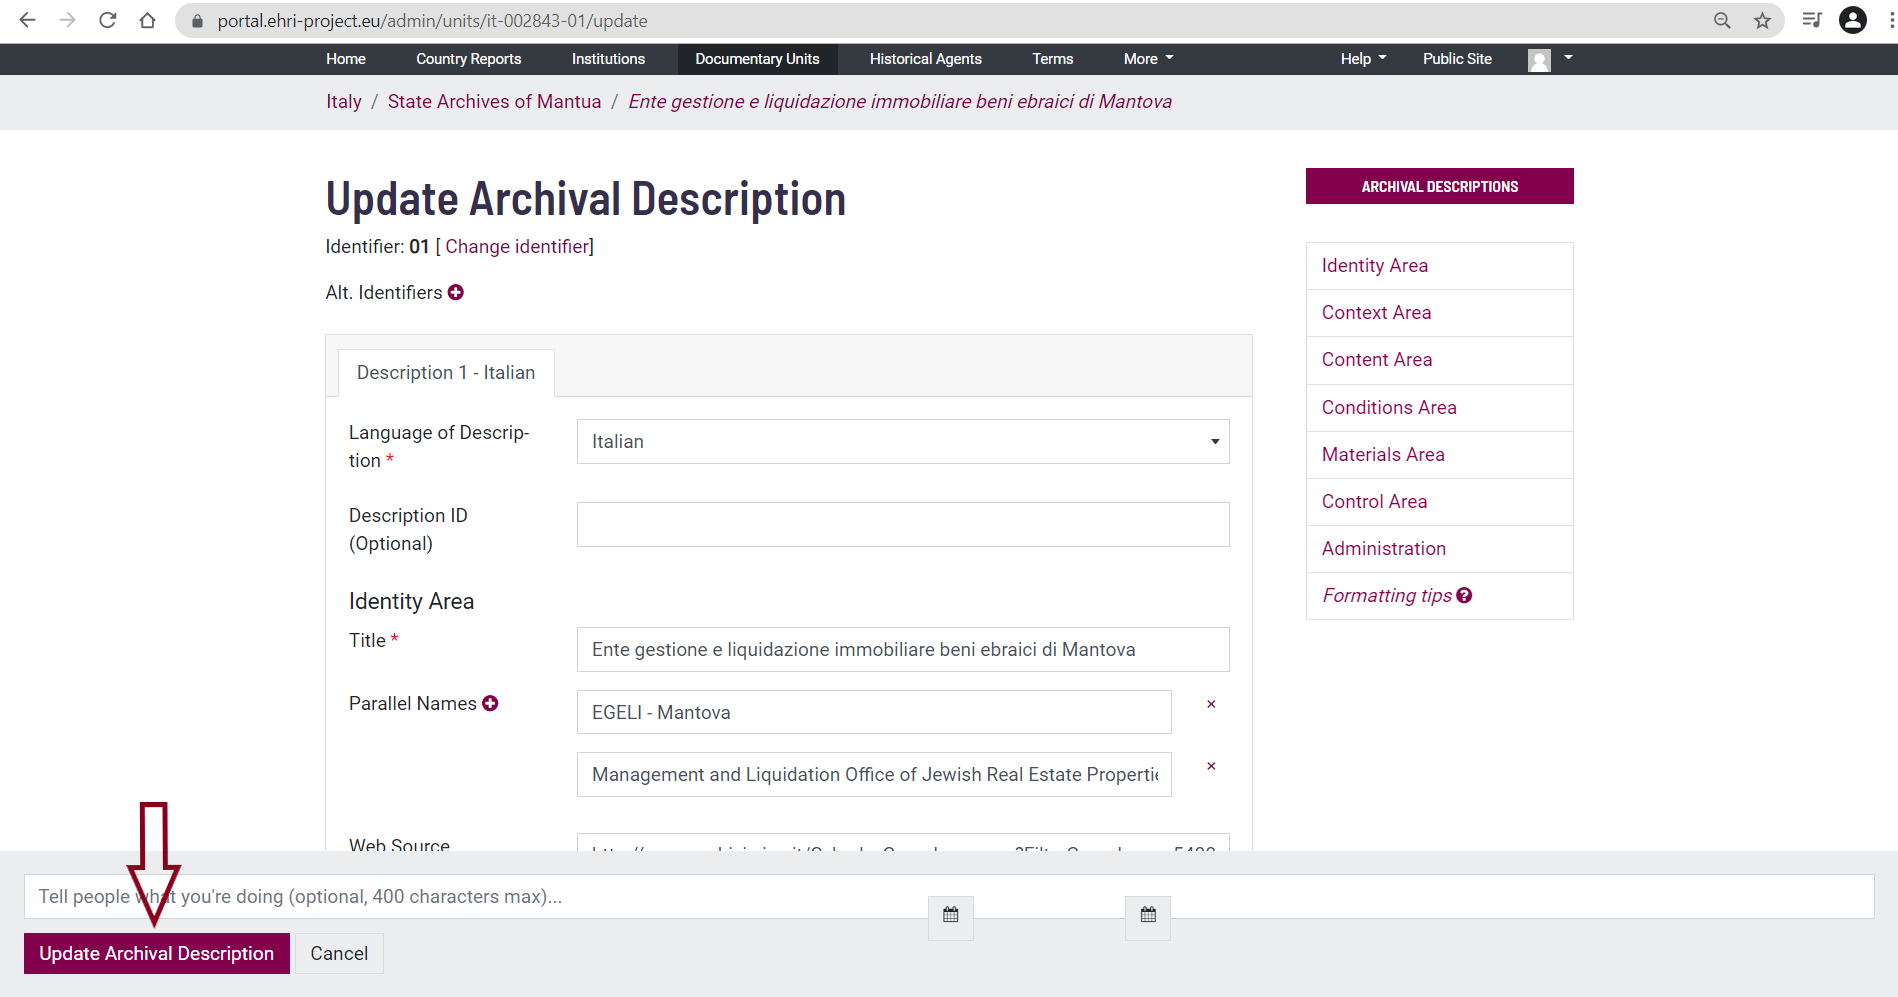 portal.ehri-project.eu/admin/units/it-002843-01/update
Home Country Reports Institutions Documentary Units Historical Agents Terms More Help Public Site
Italy / State Archives of Mantua / Ente gestione e liquidazione immobiliare beni ebraici di Mantova
Update Archival Description
Identifier: 01 [ Change identifier]
Alt. Identifiers
Description 1 - Italian
Language of Descrip-
tion *
Italian
Description ID
(Optional)
Identity Area
Title *
Ente gestione e liquidazione immobiliare beni ebraici di Mantova
Parallel Names
EGELI - Mantova
×
Management and Liquidation Office of Jewish Real Estate Propertie
×
Web Source
ARCHIVAL DESCRIPTIONS
Identity Area
Context Area
Content Area
Conditions Area
Materials Area
Control Area
Administration
Formatting tips ?
Tell people what you're doing (optional, 400 characters max)...
Update Archival Description
Cancel